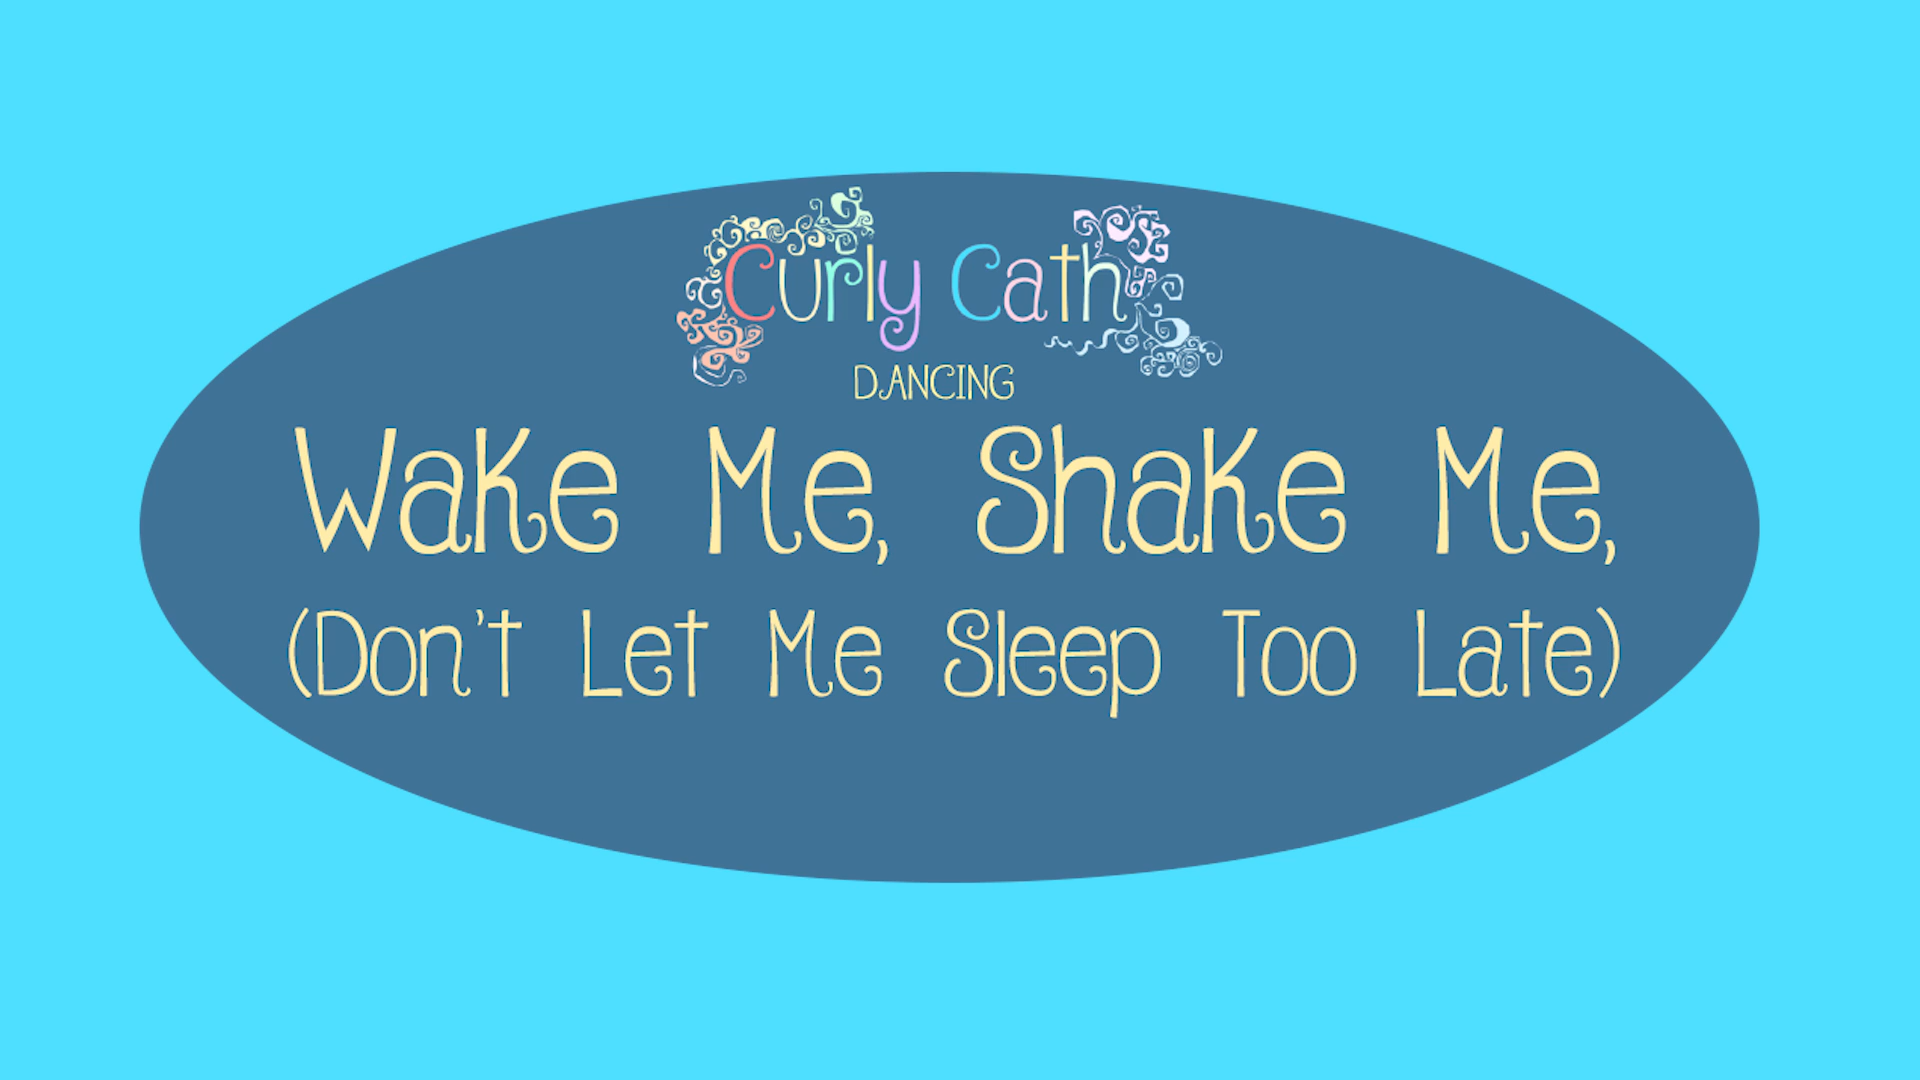 Curly Cath
DANCING
Wake Me, Shake Me,
(Don't Let Me Sleep Too Late)